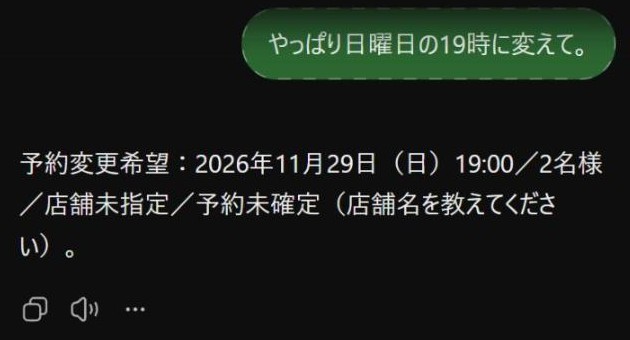 やっぱり日曜日の19時に変えて。
予約変更希望：2026年11月29日（日）19:00／2名様
／店舗未指定／予約未確定（店舗名を教えてくださ
い）。